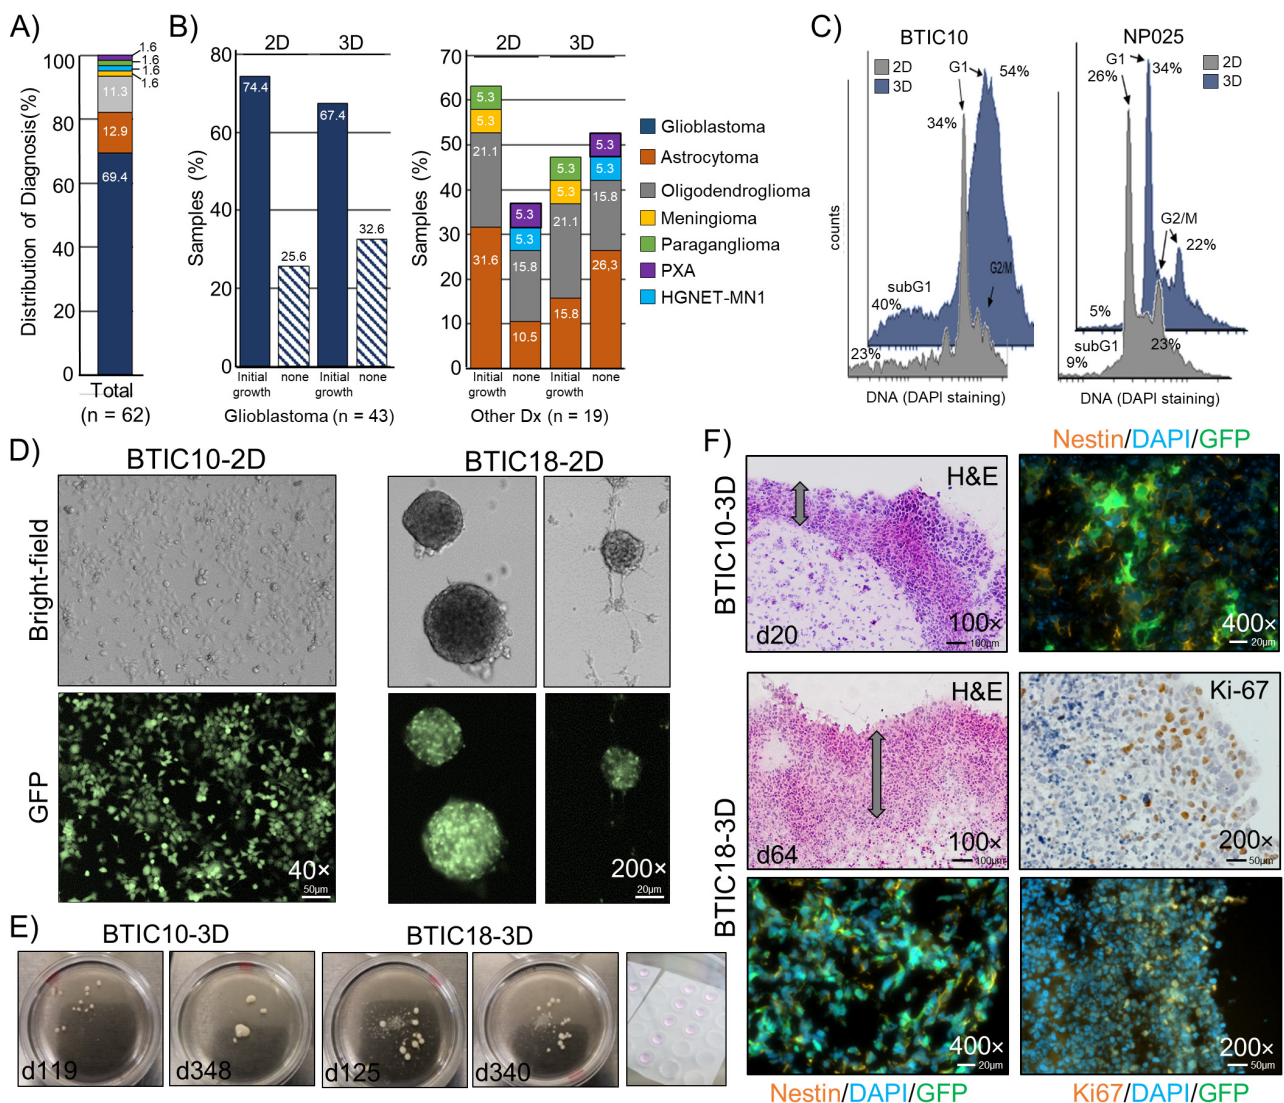 A)
Distribution of Diagnosis(%)
100
80
60
40
20
0
1.6
1.6
1.6
1.6
11.3
12.9
69.4
Total
(n = 62)
B)
2D
3D
Samples (%)
80
60
40
20
0
74.4
25.6
67.4
32.6
Initial growth
none
Initial growth
none
Glioblastoma (n = 43)
2D
3D
Samples (%)
70
60
50
40
30
20
10
0
5.3
5.3
21.1
31.6
5.3
5.3
15.8
10.5
5.3
5.3
21.1
15.8
5.3
5.3
15.8
26,3
Initial growth
none
Initial growth
none
Other Dx (n = 19)
Glioblastoma
Astrocytoma
Oligodendroglioma
Meningioma
Paraganglioma
PXA
HGNET-MN1
C)
BTIC10
2D
3D
G1
54%
34%
G2/M
subG1
40%
23%
counts
DNA (DAPI staining)
NP025
2D
3D
G1
34%
26%
G2/M
22%
5%
subG1
23%
9%
DNA (DAPI staining)
D)
BTIC10-2D
BTIC18-2D
Bright-field
GFP
40×
50µm
200×
20µm
E)
BTIC10-3D
BTIC18-3D
d119
d348
d125
d340
F)
Nestin/DAPI/GFP
BTIC10-3D
H&E
d20
100×
100µm
400×
20µm
BTIC18-3D
H&E
d64
100×
100µm
Ki-67
200×
50µm
400×
20µm
200×
50µm
Nestin/DAPI/GFP
Ki67/DAPI/GFP